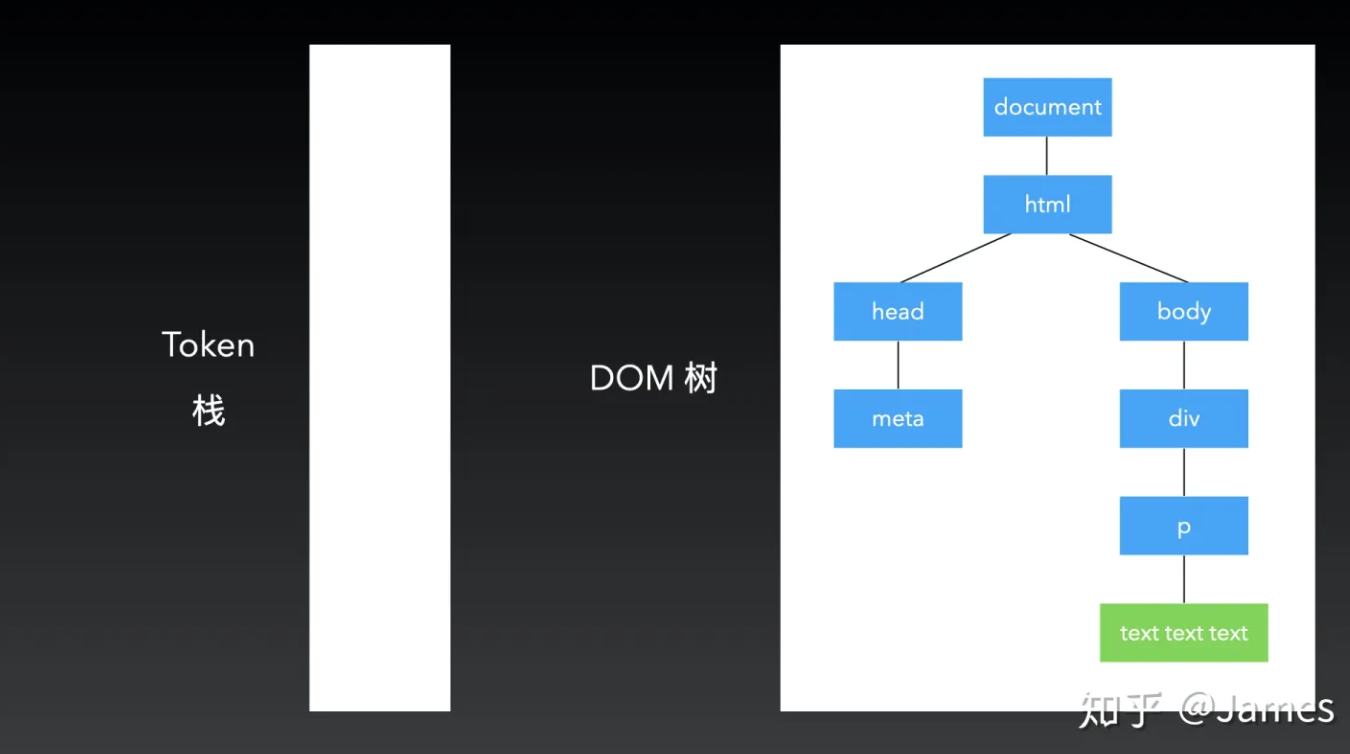 Token
栈
DOM 树
document
html
head
body
meta
div
p
text text text
知乎 @James